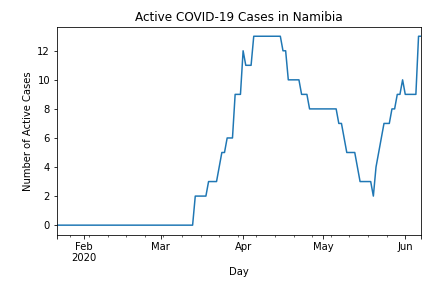 Active COVID-19 Cases in Namibia
Number of Active Cases
12
10
8
6
4
2
0
Feb Mar Apr May Jun
2020
Day